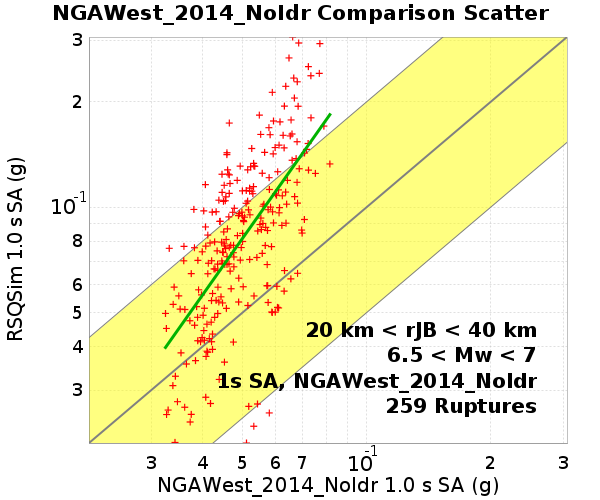 NGAWest_2014_NoIdr Comparison Scatter
RSQSim 1.0 s SA (g)
3
2
10⁻¹
8
6
5
4
3
20 km < rJB < 40 km
6.5 < Mw < 7
1s SA, NGAWest_2014_NoIdr
259 Ruptures
3 4 5 6 7 10⁻¹ 2 3
NGAWest_2014_NoIdr 1.0 s SA (g)